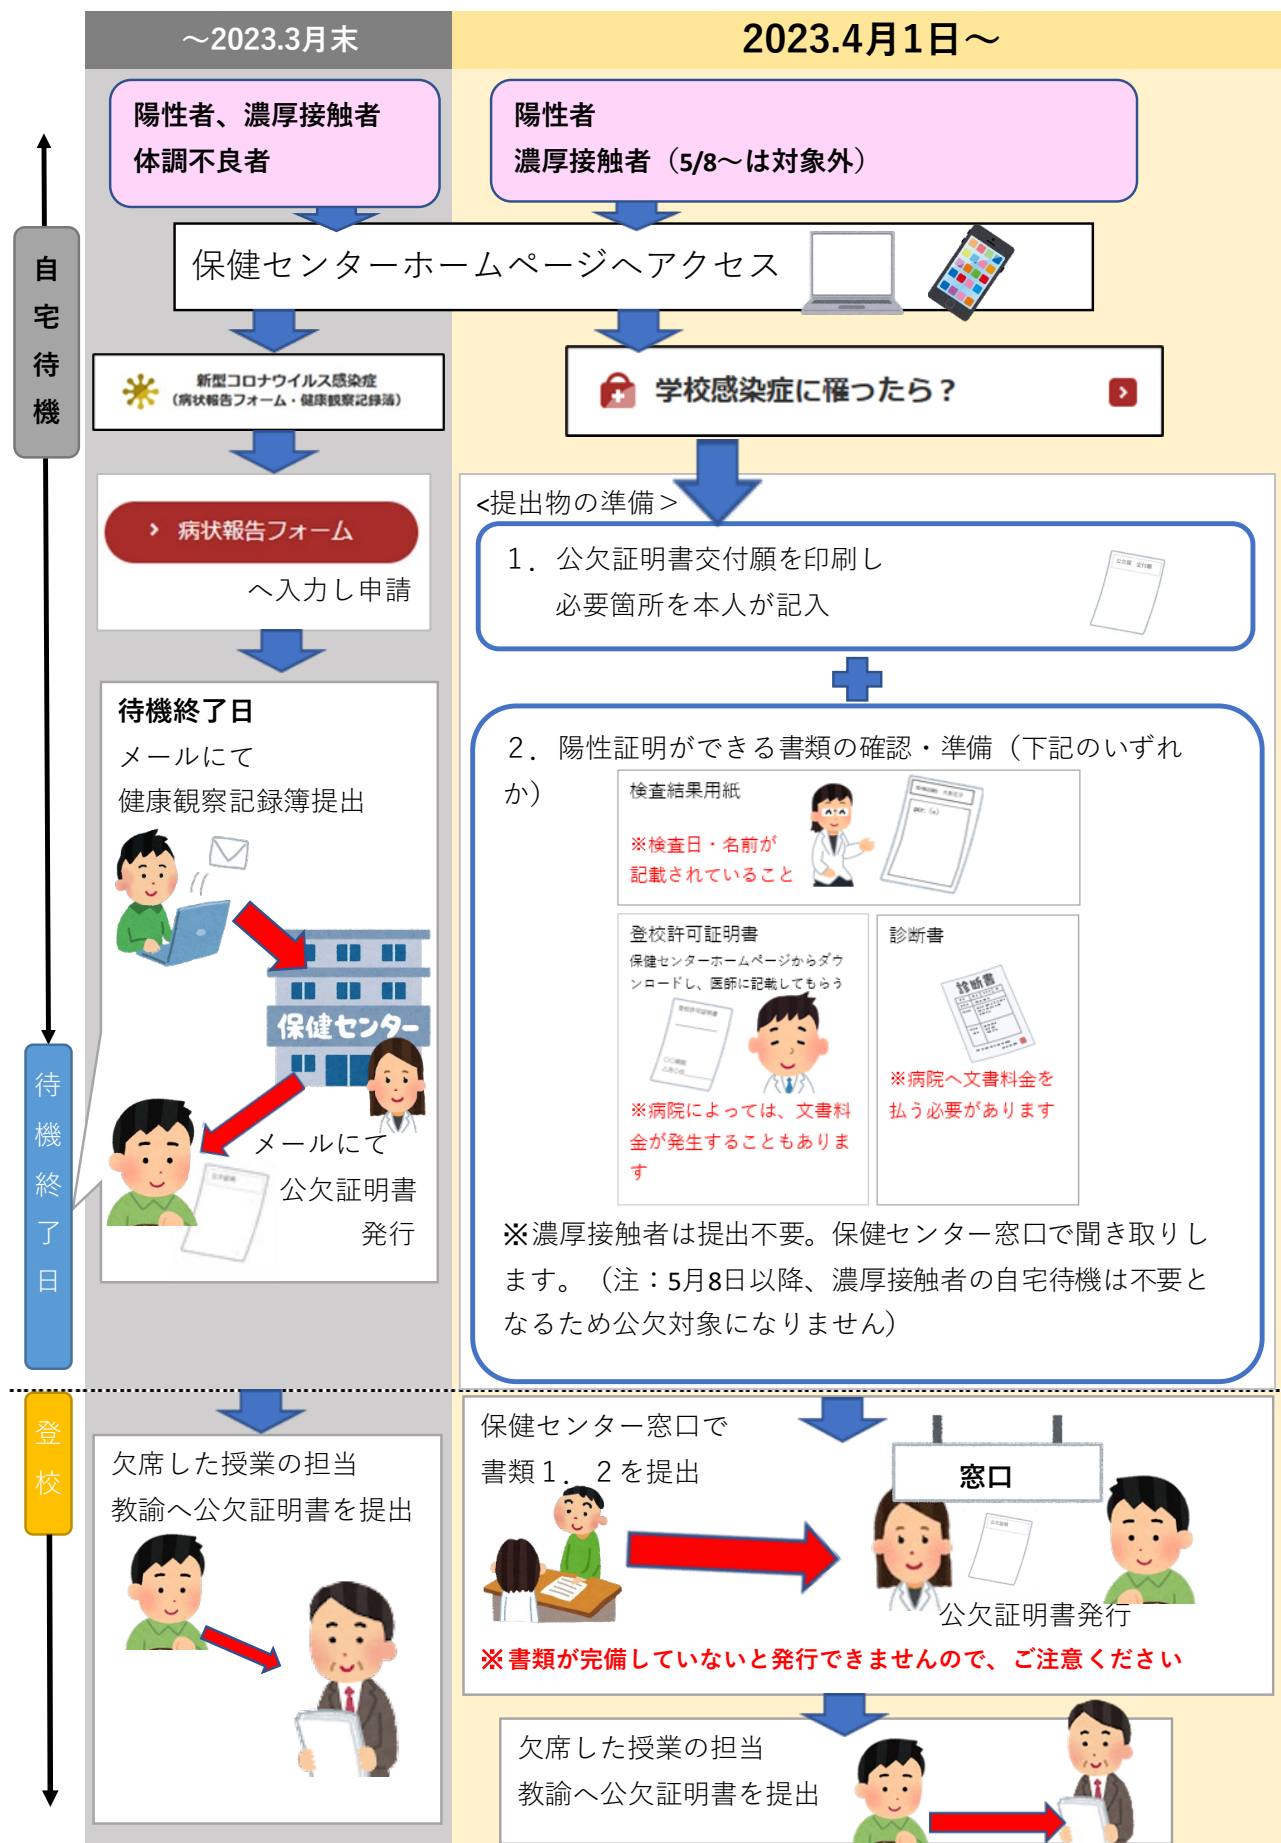 ～2023.3月末
2023.4月1日～
陽性者、濃厚接触者
体調不良者
陽性者
濃厚接触者（5/8～は対象外）
自宅待機
保健センターホームページへアクセス
新型コロナウイルス感染症
（病状報告フォーム・健康観察記録簿）
学校感染症に罹ったら？
病状報告フォーム
へ入力し申請
<提出物の準備＞
１．公欠証明書交付願を印刷し
必要箇所を本人が記入
公欠証 交付願
待機終了日
メールにて
健康観察記録簿提出
保健センター
メールにて
公欠証明書
発行
公欠証明
２．陽性証明ができる書類の確認・準備（下記のいずれ
か）
検査結果用紙
※検査日・名前が
記載されていること
登校許可証明書
保健センターホームページからダウ
ンロードし、医師に記載してもらう
登校許可証明書
※病院によっては、文書料
金が発生することもありま
す
診断書
診断書
※病院へ文書料金を
払う必要があります
※濃厚接触者は提出不要。保健センター窓口で聞き取りし
ます。（注：5月8日以降、濃厚接触者の自宅待機は不要と
なるため公欠対象になりません）
待機終了日
登校
欠席した授業の担当
教諭へ公欠証明書を提出
保健センター窓口で
書類１．２を提出
窓口
公欠証明
公欠証明書発行
※書類が完備していないと発行できませんので、ご注意ください
欠席した授業の担当
教諭へ公欠証明書を提出